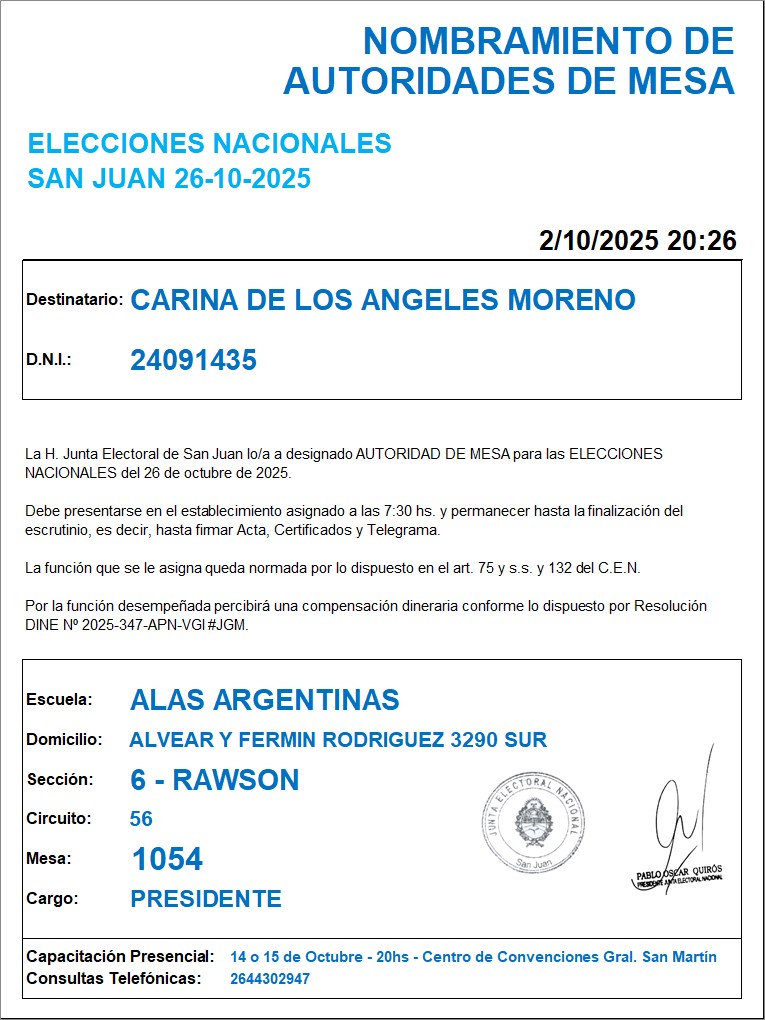 NOMBRAMIENTO DE
AUTORIDADES DE MESA
ELECCIONES NACIONALES
SAN JUAN 26-10-2025
2/10/2025 20:26
Destinatario: CARINA DE LOS ANGELES MORENO
D.N.I.: 24091435
La H. Junta Electoral de San Juan lo/a a designado AUTORIDAD DE MESA para las ELECCIONES
NACIONALES del 26 de octubre de 2025.
Debe presentarse en el establecimiento asignado a las 7:30 hs. y permanecer hasta la finalización del
escrutinio, es decir, hasta firmar Acta, Certificados y Telegrama.
La función que se le asigna queda normada por lo dispuesto en el art. 75 y s.s. y 132 del C.E.N.
Por la función desempeñada percibirá una compensación dineraria conforme lo dispuesto por Resolución
DINE Nº 2025-347-APN-VGI#JGM.
Escuela: ALAS ARGENTINAS
Domicilio: ALVEAR Y FERMIN RODRIGUEZ 3290 SUR
Sección: 6 - RAWSON
Circuito: 56
Mesa: 1054
Cargo: PRESIDENTE
JUNTA ELECTORAL NACIONAL
San Juan
PABLO OSCAR QUIRÓS
PRESIDENTE JUNTA ELECTORAL NACIONAL
Capacitación Presencial: 14 o 15 de Octubre - 20hs - Centro de Convenciones Gral. San Martín
Consultas Telefónicas: 2644302947